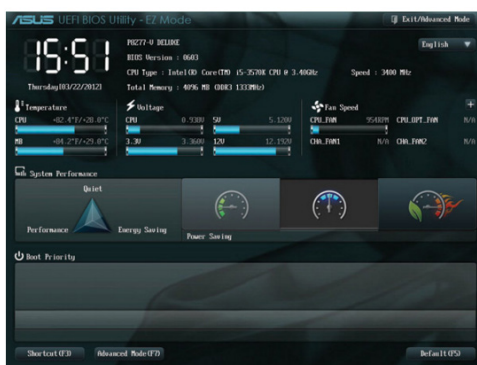 ASUS UEFI BIOS Utility - EZ Mode
Exit/Advanced Mode
15:51
Thursday[03/22/2012]
P8Z77-V DELUXE
BIOS Version : 0603
CPU Type : Intel(R) Core(TM) i5-3570K CPU @ 3.40GHz
Speed : 3400 MHz
Total Memory : 4096 MB (DDR3 1333MHz)
English
Temperature
CPU +82.4°F/+28.0°C
MB +84.2°F/+29.0°C
Voltage
CPU 0.930V 5V 5.120V
3.3V 3.360V 12V 12.192V
Fan Speed
CPU_FAN CPU_OPT_FAN N/A
CHA_FAN1 N/A CHA_FAN2 N/A
System Performance
Quiet
Performance
Energy Saving
Power Saving
Boot Priority
Shortcut(F3)
Advanced Mode(F7)
Default(F5)